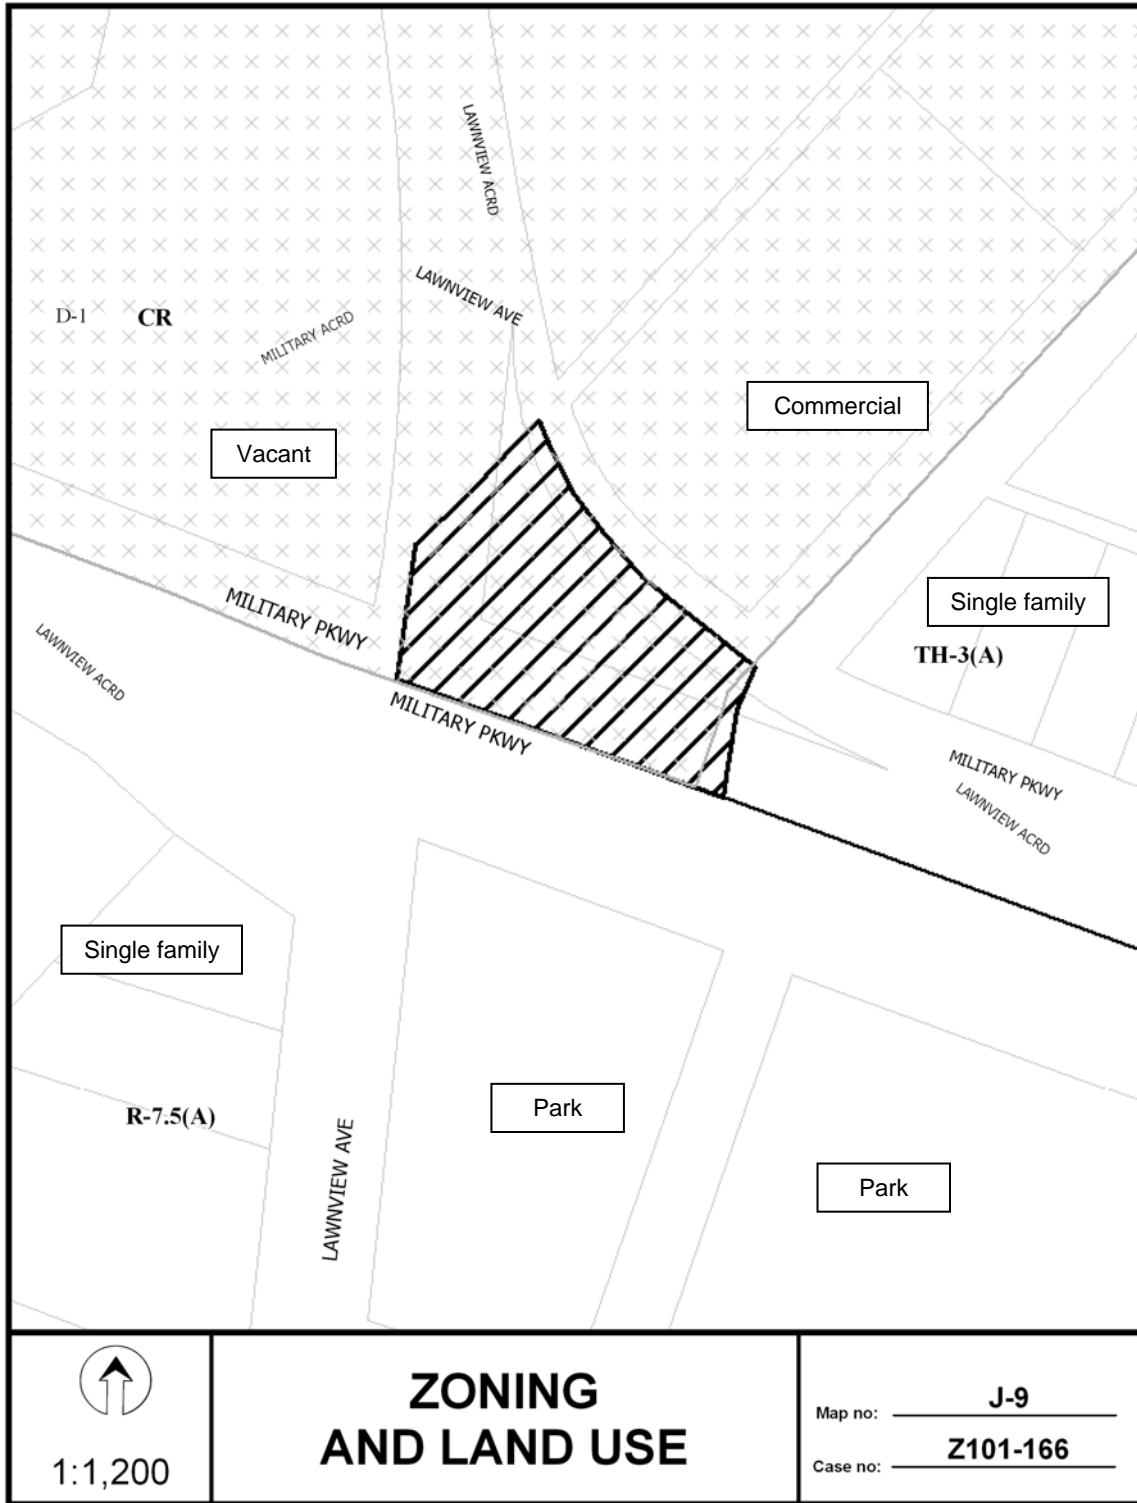 LAWNVIEW ACRD
LAWNVIEW AVE
D-1 CR
MILITARY ACRD
Commercial
Vacant
MILITARY PKWY
Single family
LAWNVIEW ACRD
TH-3(A)
MILITARY PKWY
MILITARY PKWY
LAWNVIEW ACRD
Single family
Park
R-7.5(A)
LAWNVIEW AVE
Park
1:1,200
ZONING
AND LAND USE
Map no: J-9
Case no: Z101-166